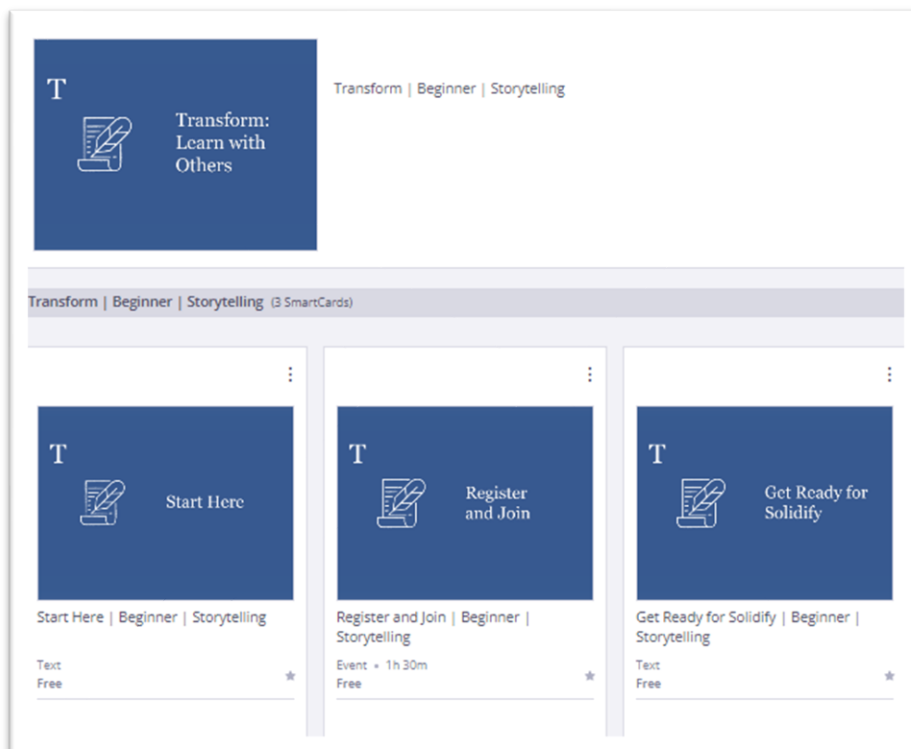 T
Transform:
Learn with
Others
Transform | Beginner | Storytelling
Transform | Beginner | Storytelling (3 SmartCards)
T
Start Here
Start Here | Beginner | Storytelling
Text
Free
T
Register
and Join
Register and Join | Beginner |
Storytelling
Event • 1h 30m
Free
T
Get Ready for
Solidify
Get Ready for Solidify | Beginner |
Storytelling
Text
Free